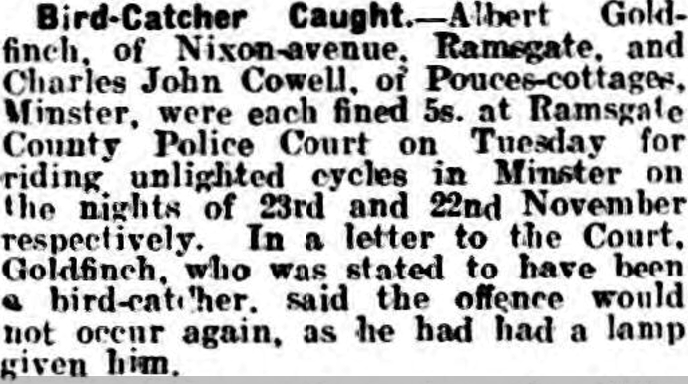 Bird-Catcher Caught.—Albert Gold-
finch, of Nixon-avenue, Ramsgate, and
Charles John Cowell, of Pouces-cottages,
Minster, were each fined 5s. at Ramsgate
County Police Court on Tuesday for
riding unlighted cycles in Minster on
the nights of 23rd and 22nd November
respectively. In a letter to the Court,
Goldfinch, who was stated to have been
a bird-catcher, said the offence would
not occur again, as he had had a lamp
given him.